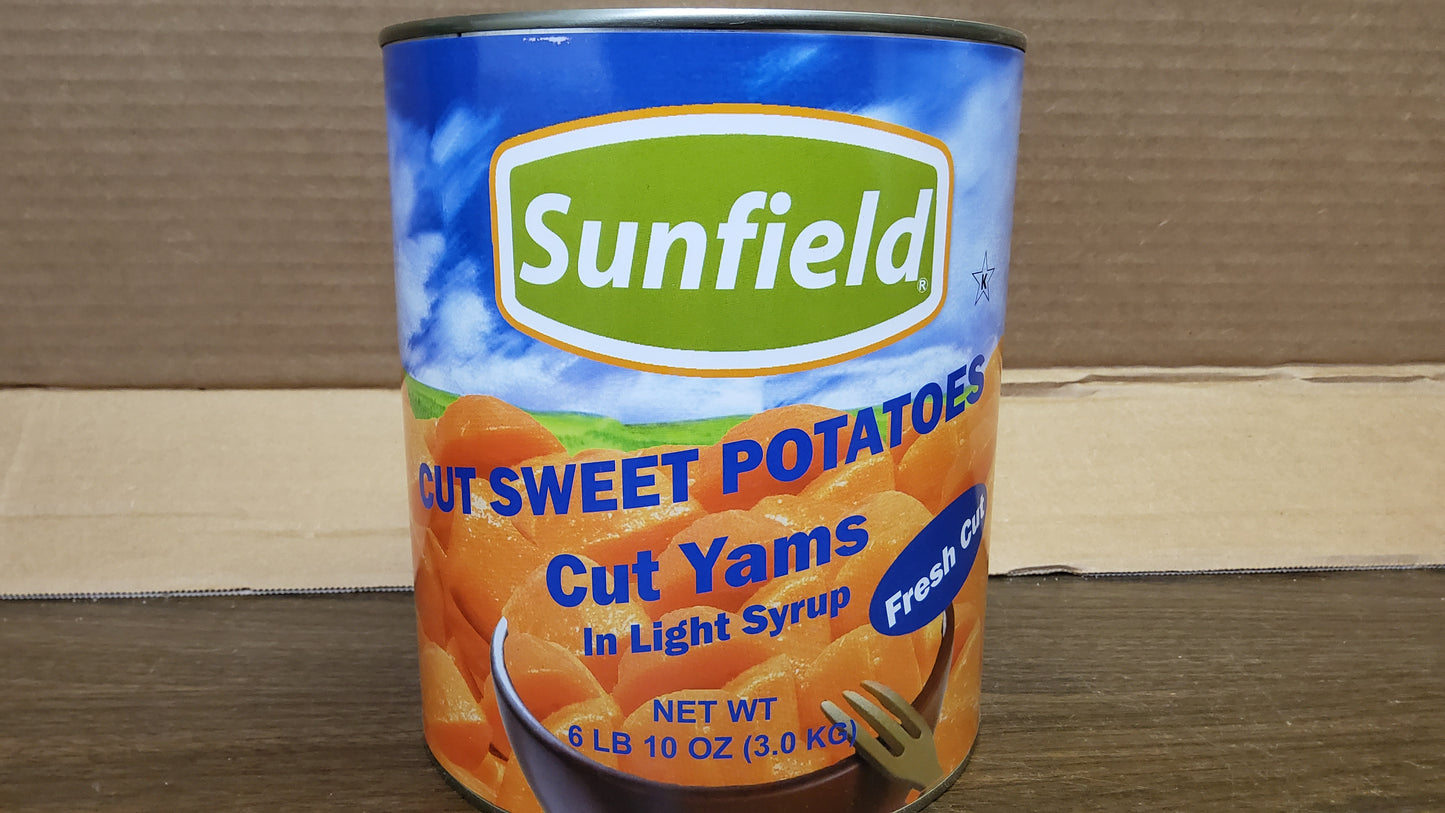 Sunfield®
K
CUT SWEET POTATOES
Cut Yams
In Light Syrup
Fresh Cut
NET WT
6 LB 10 OZ (3.0 KG)